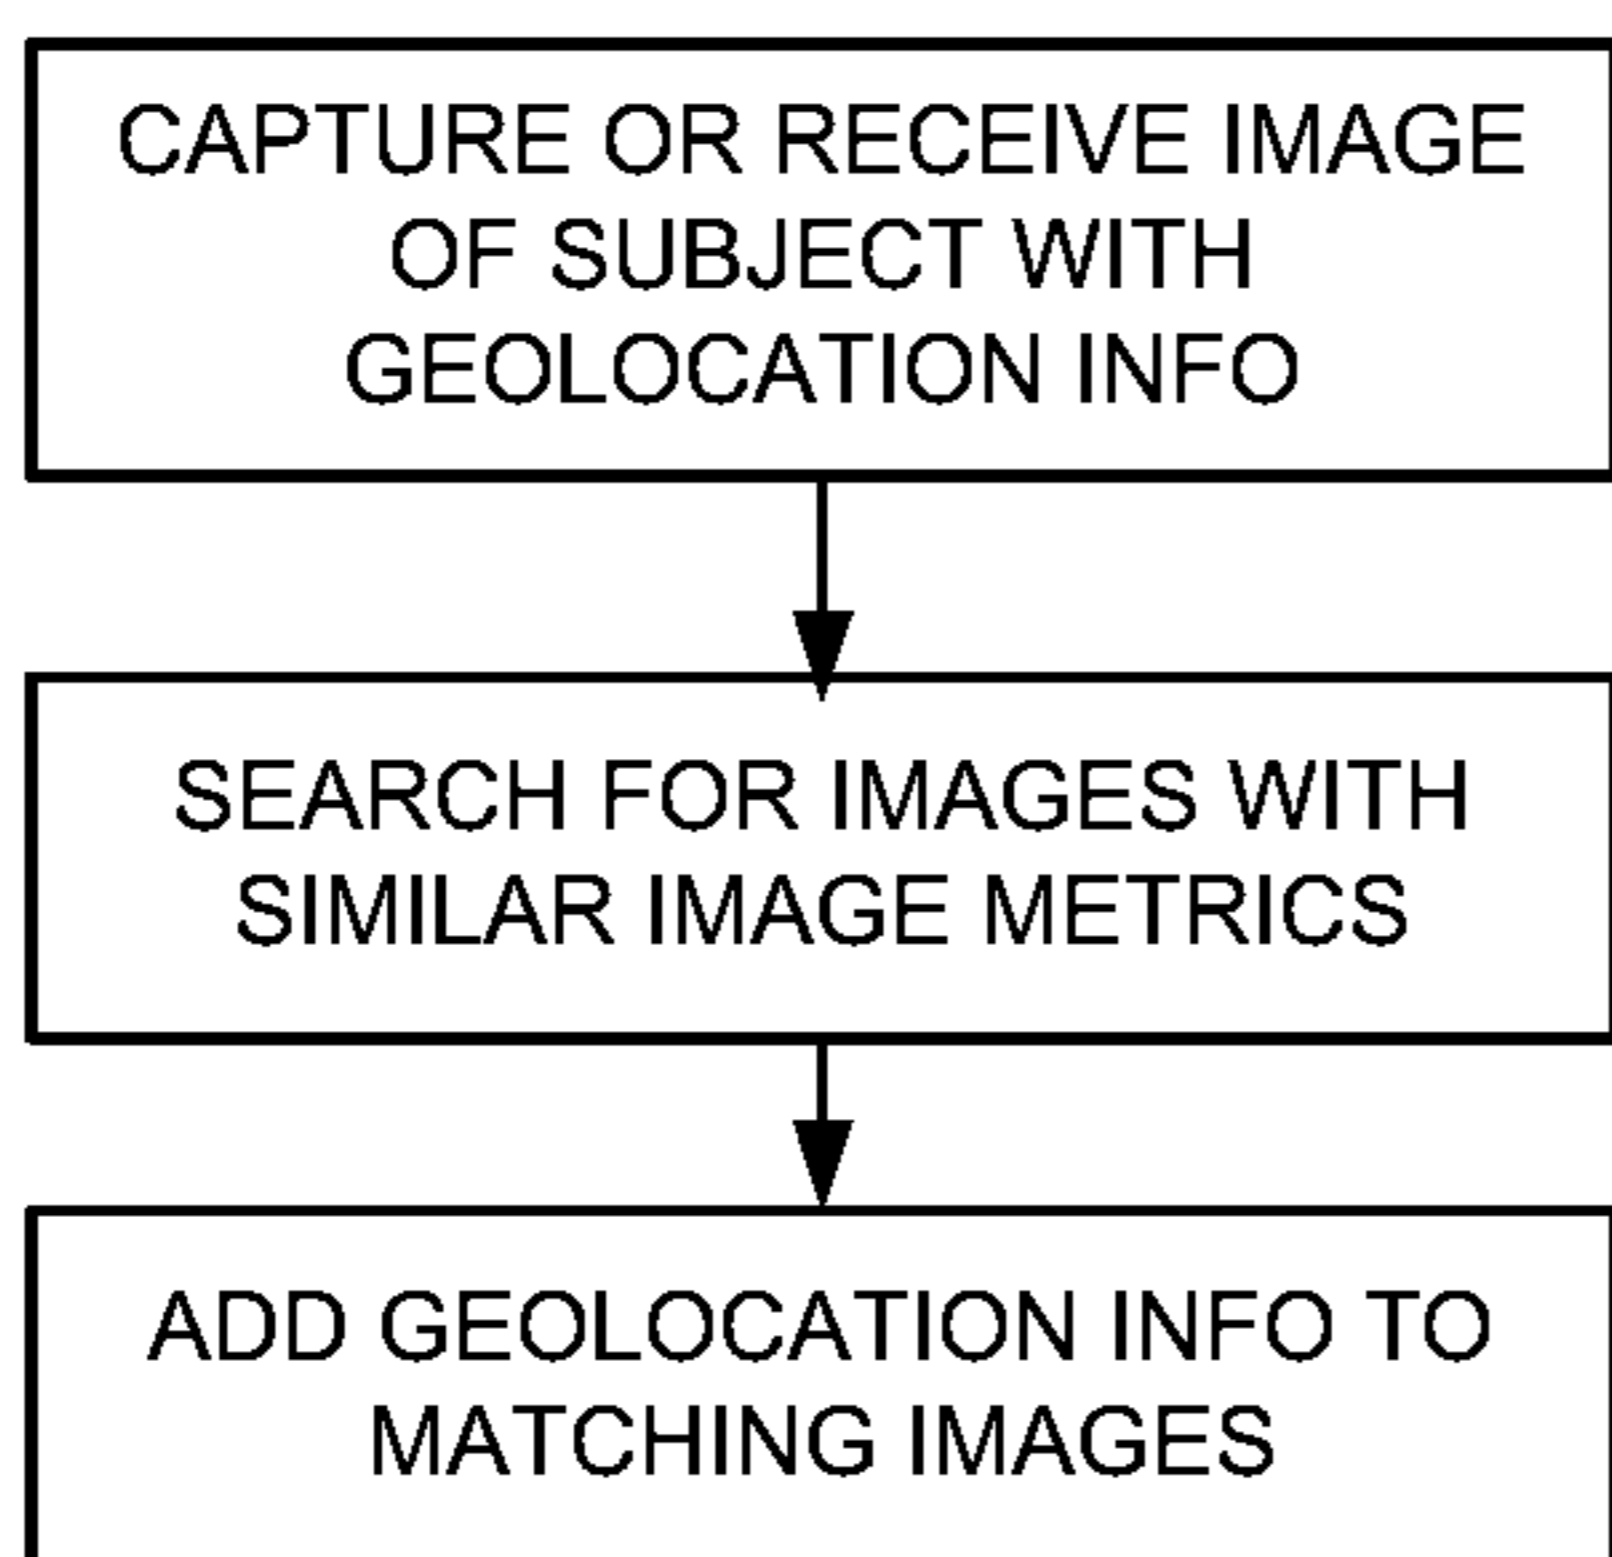 CAPTURE OR RECEIVE IMAGE
OF SUBJECT WITH
GEOLOCATION INFO
SEARCH FOR IMAGES WITH
SIMILAR IMAGE METRICS
ADD GEOLOCATION INFO TO
MATCHING IMAGES